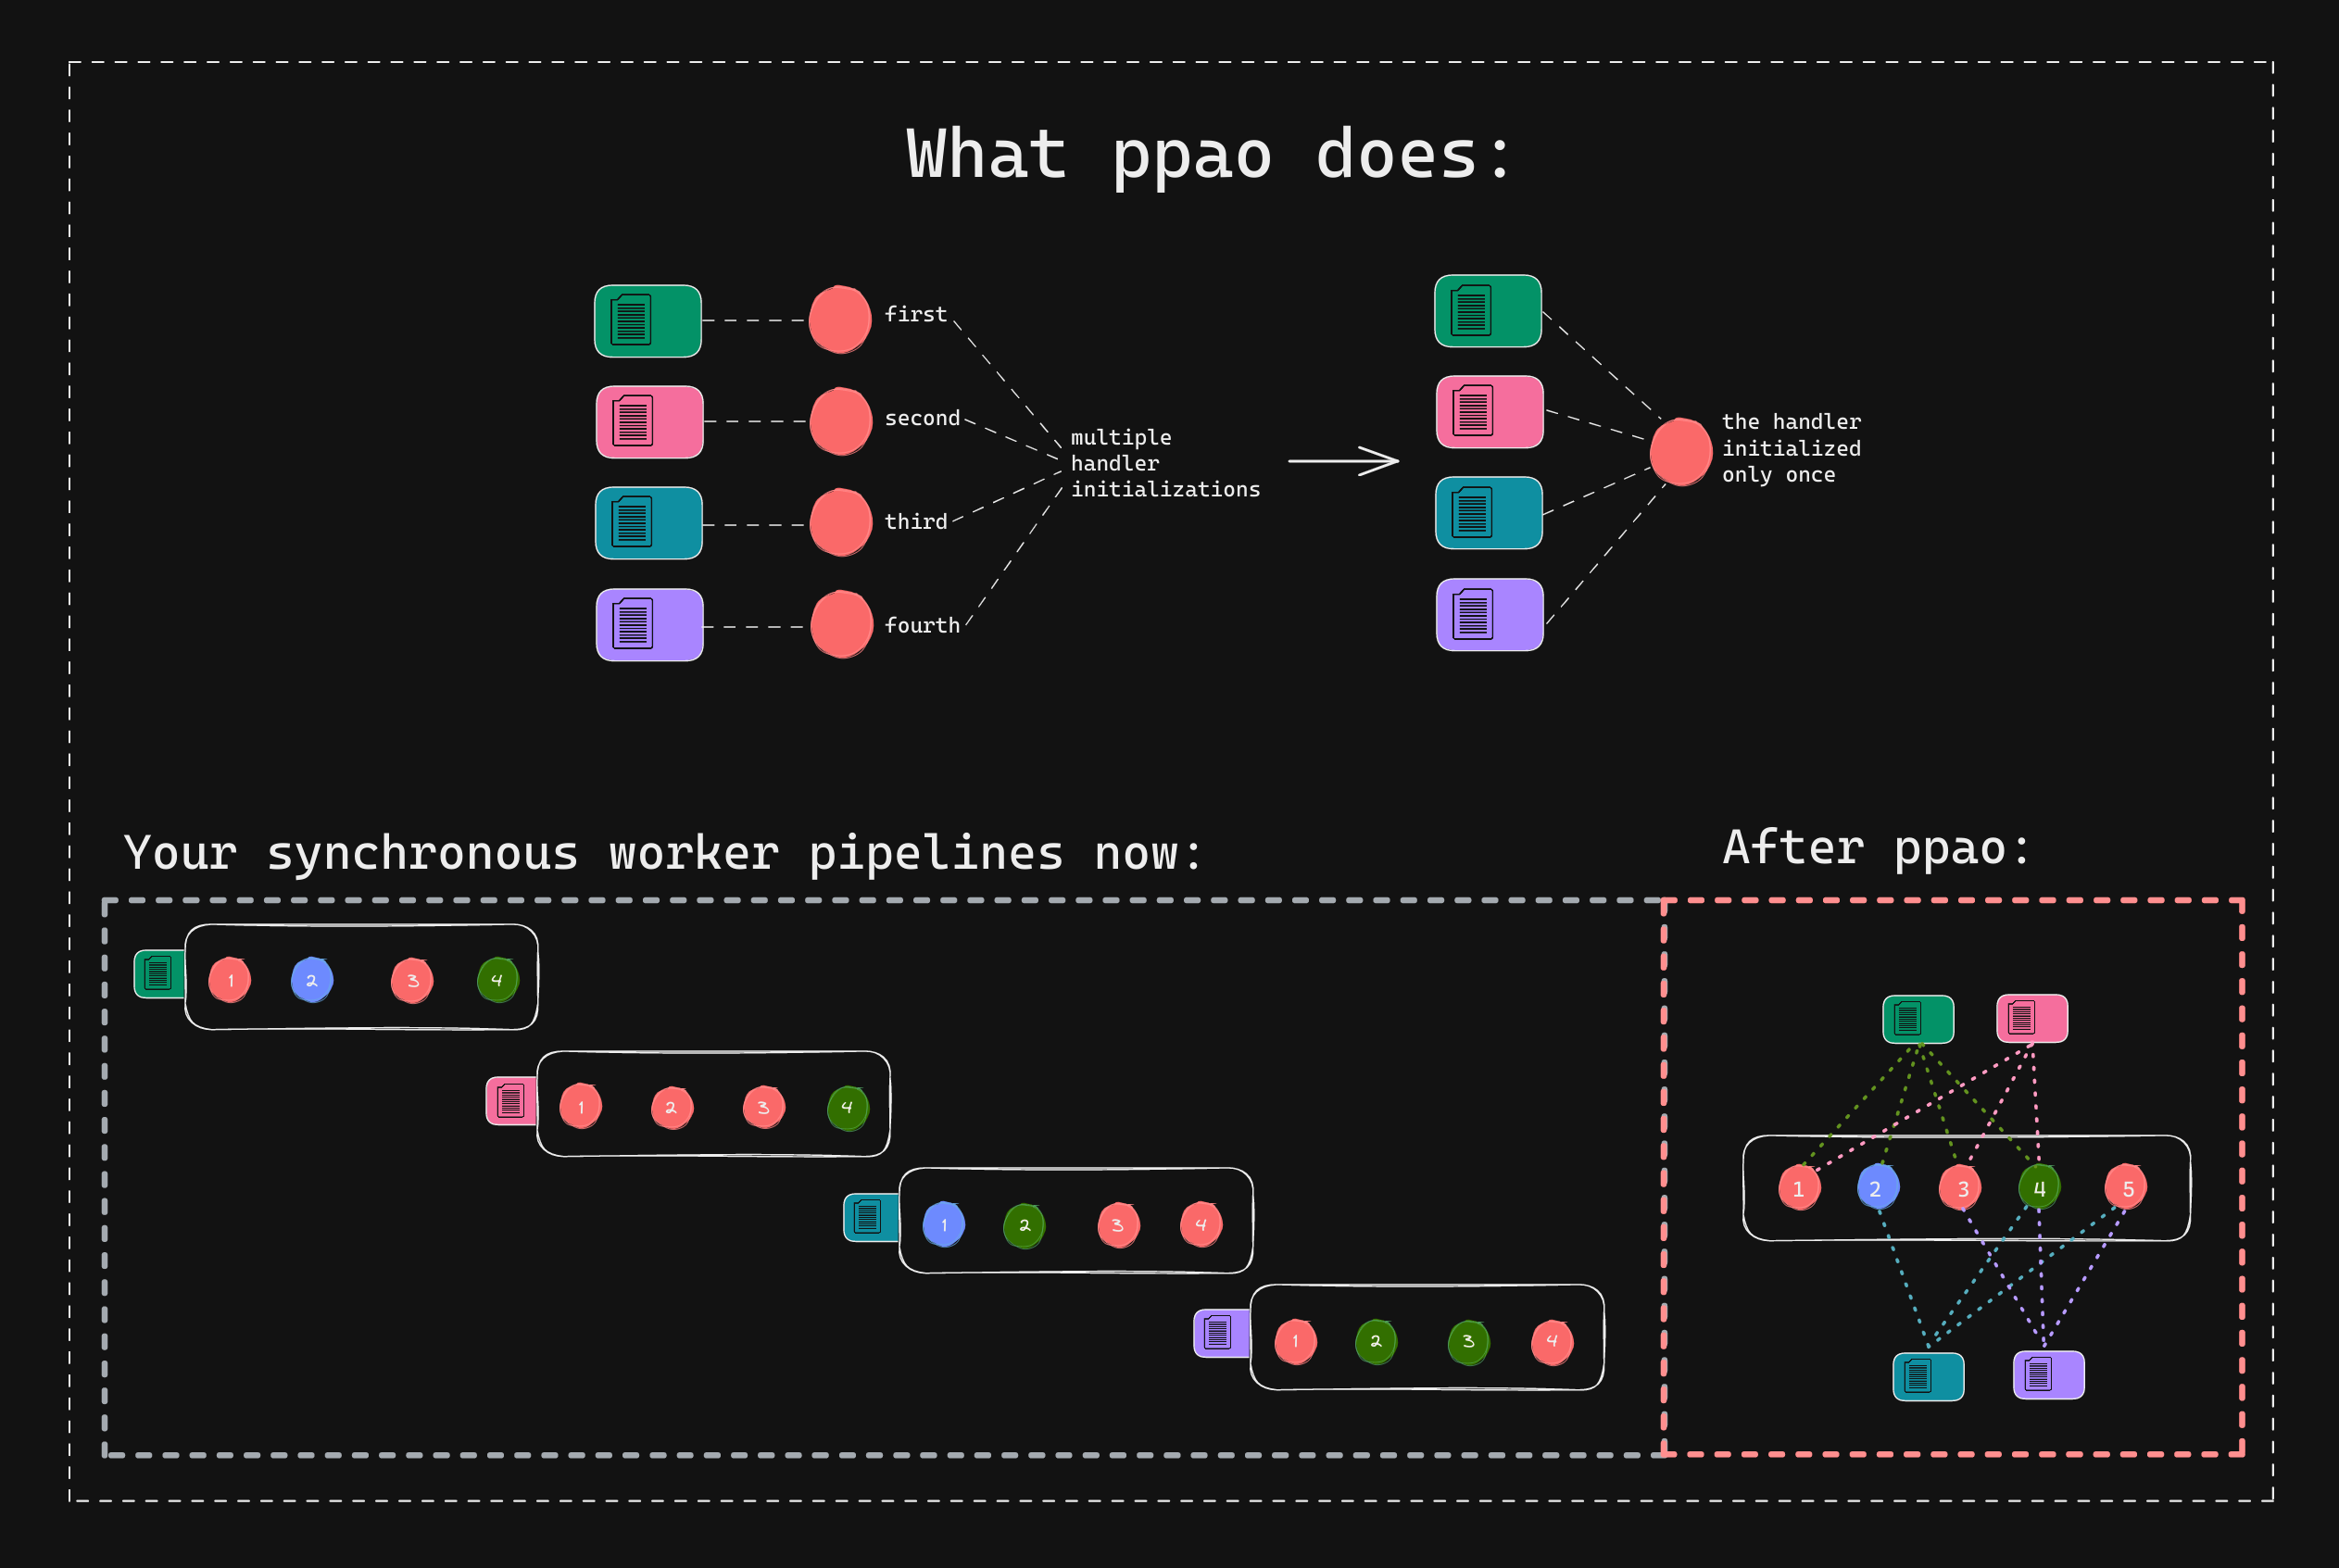 What ppao does:
first
second
third
fourth
multiple
handler
initializations
the handler
initialized
only once
Your synchronous worker pipelines now:
1 2 3 4
1 2 3 4
1 2 3 4
1 2 3 4
After ppao:
1 2 3 4 5